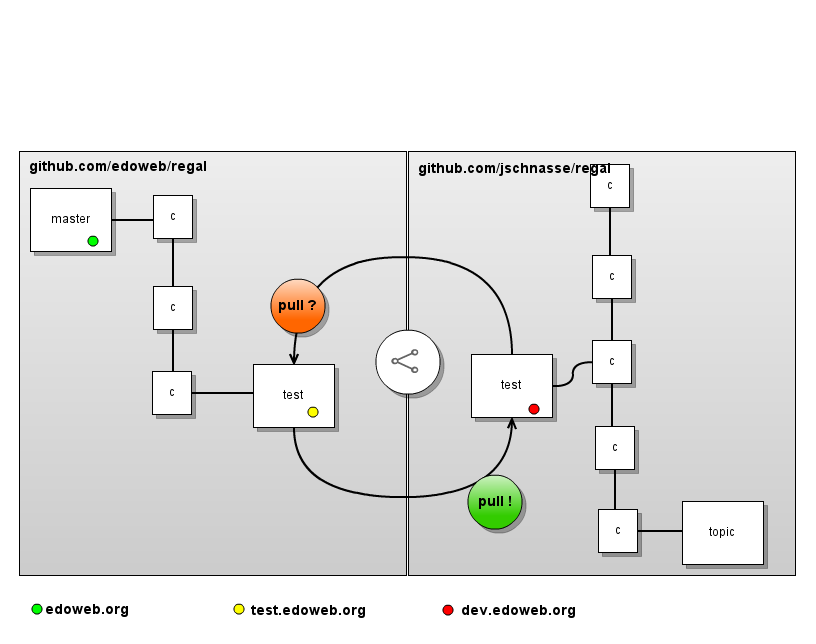 github.com/edoweb/regal
master
c
c
c
pull ?
test
github.com/jschnasse/regal
c
c
test
c
c
pull !
c
topic
edoweb.org
test.edoweb.org
dev.edoweb.org